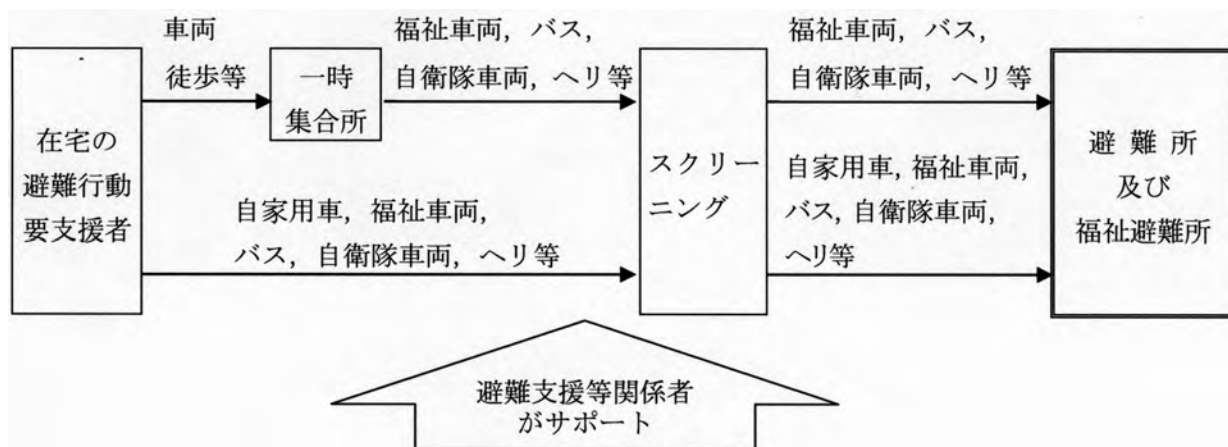 在宅の
避難行動
要支援者
車両
徒歩等
一時
集合所
福祉車両，バス，
自衛隊車両，ヘリ等
自家用車，福祉車両，
バス，自衛隊車両，ヘリ等
スクリー
ニング
福祉車両，バス，
自衛隊車両，ヘリ等
自家用車，福祉車両，
バス，自衛隊車両，
ヘリ等
避難所
及び
福祉避難所
避難支援等関係者
がサポート